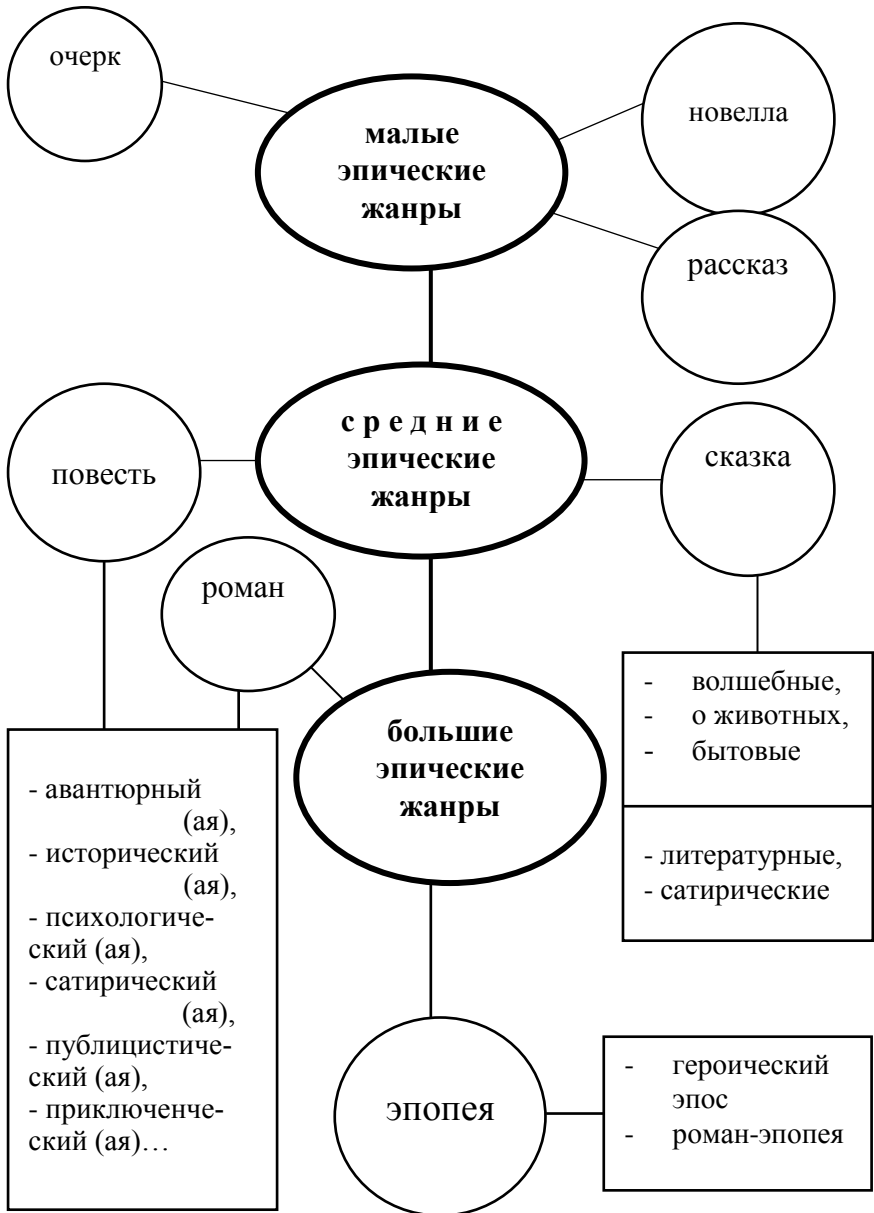 очерк
малые
эпические
жанры
новелла
рассказ
с р е д н и е
эпические
жанры
повесть
сказка
роман
- волшебные,
- о животных,
- бытовые
- литературные,
- сатирические
большие
эпические
жанры
- авантюрный
(ая),
- исторический
(ая),
- психологиче-
ский (ая),
- сатирический
(ая),
- публицистиче-
ский (ая),
- приключенче-
ский (ая)…
эпопея
- героический
эпос
- роман-эпопея